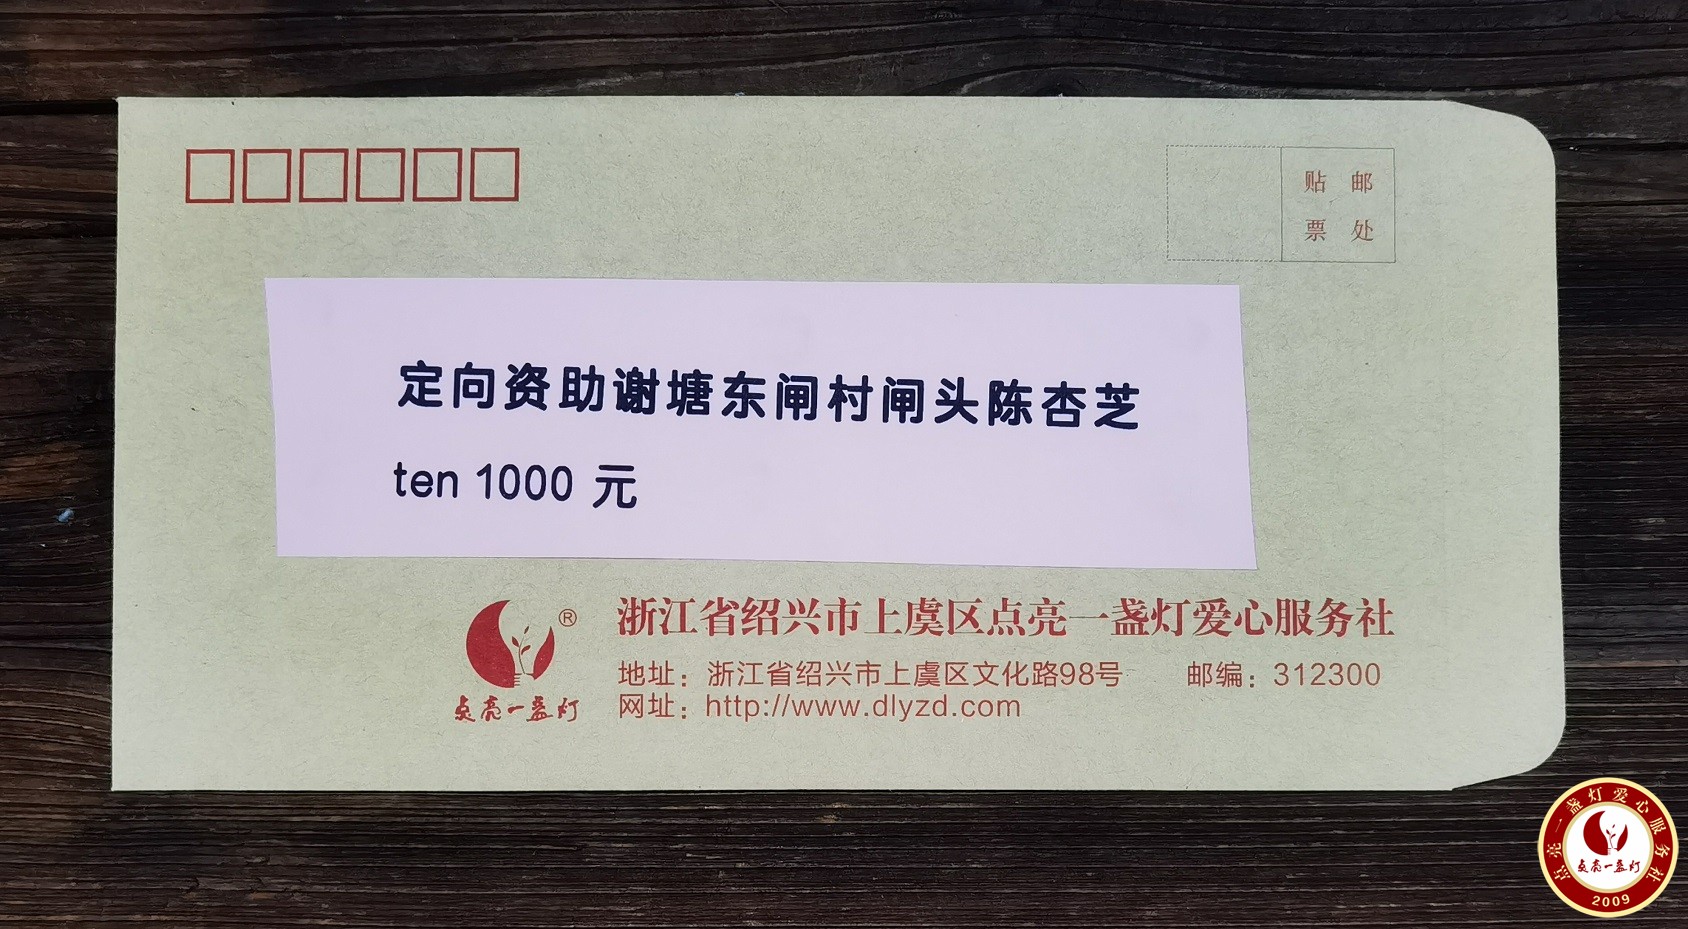 贴 邮
票 处
定向资助谢塘东闸村闸头陈杏芝
ten 1000 元
®
点亮一盏灯
浙江省绍兴市上虞区点亮一盏灯爱心服务社
地址：浙江省绍兴市上虞区文化路98号 邮编：312300
网址：http://www.dlyzd.com
点亮一盏灯爱心服务社
点亮一盏灯
2009